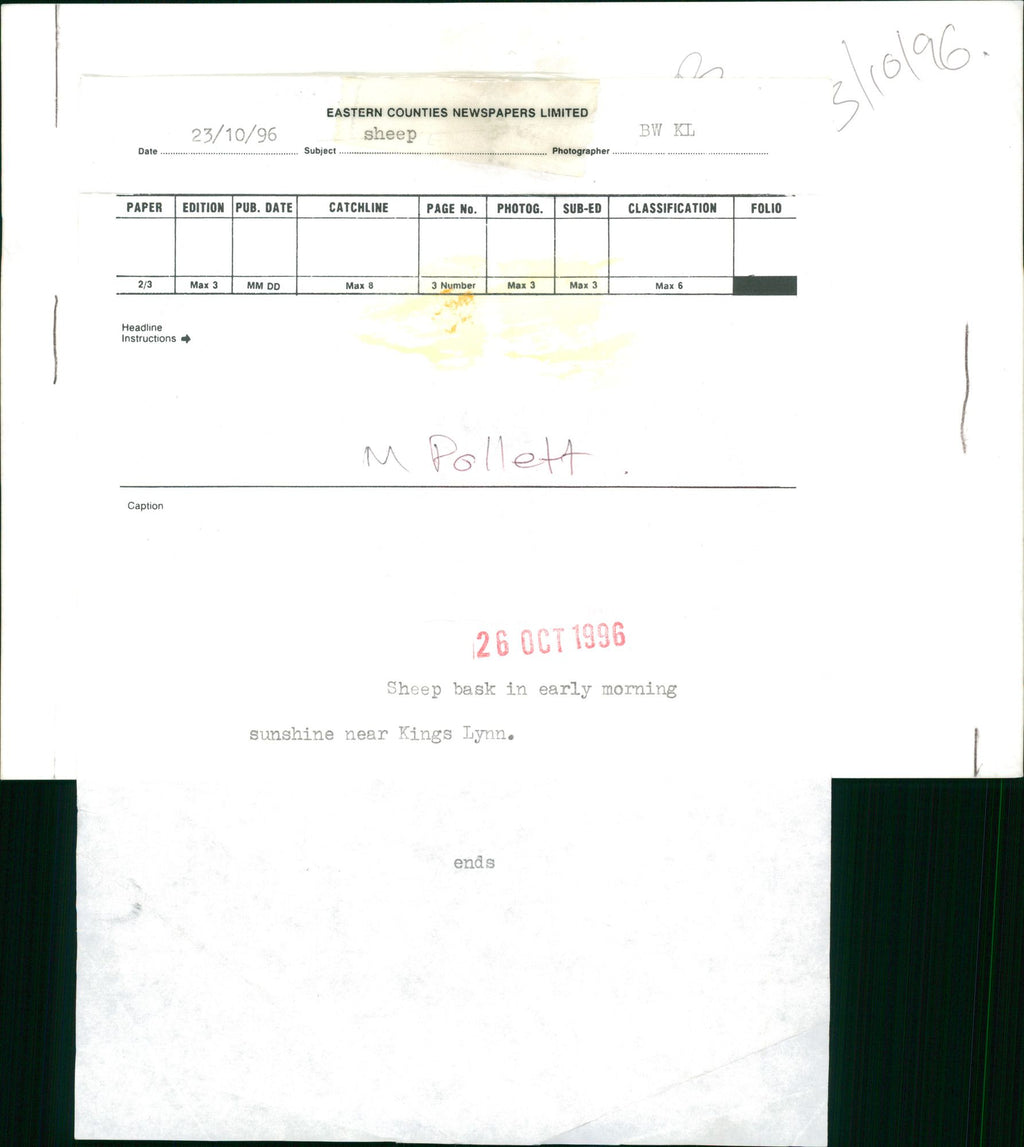 3/10/96.
EASTERN COUNTIES NEWSPAPERS LIMITED
Date 23/10/96 Subject sheep Photographer BW KL
PAPER EDITION PUB. DATE CATCHLINE PAGE No. PHOTOG. SUB-ED CLASSIFICATION FOLIO
2/3 Max 3 MM DD Max 8 3 Number Max 3 Max 3 Max 6
Headline
Instructions →
M Pollett.
Caption
26 OCT 1996
Sheep bask in early morning
sunshine near Kings Lynn.
ends